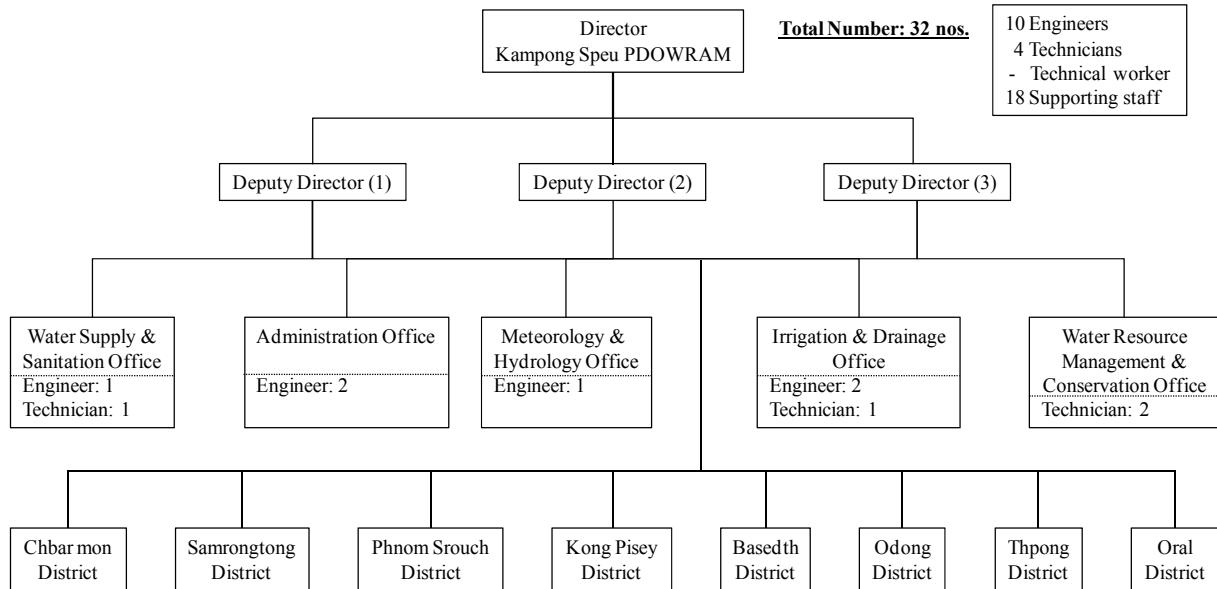 Director
Kampong Speu PDOWRAM
Total Number: 32 nos.
10 Engineers
4 Technicians
- Technical worker
18 Supporting staff
Deputy Director (1)
Deputy Director (2)
Deputy Director (3)
Water Supply &
Sanitation Office
Engineer: 1
Technician: 1
Administration Office
Engineer: 2
Meteorology &
Hydrology Office
Engineer: 1
Irrigation & Drainage
Office
Engineer: 2
Technician: 1
Water Resource
Management &
Conservation Office
Technician: 2
Chbar mon
District
Samrongtong
District
Phnom Srouch
District
Kong Pisey
District
Basedth
District
Odong
District
Thpong
District
Oral
District